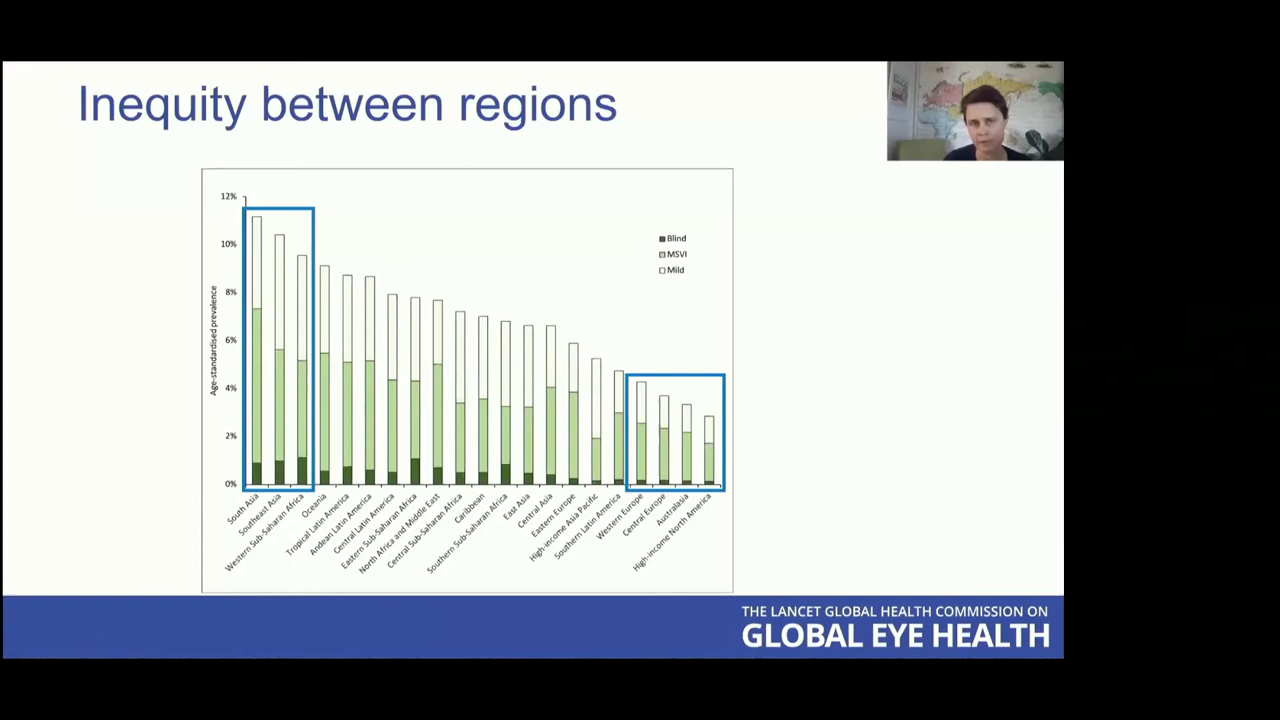 Inequity between regions
12%
10%
8%
6%
4%
2%
0%
Age-standardised prevalence
Blind
MSVI
Mild
South Asia
Southeast Asia
Western Sub-Saharan Africa
Oceania
Tropical Latin America
Andean Latin America
Central Latin America
Eastern Sub-Saharan Africa
North Africa and Middle East
Central Sub-Saharan Africa
Caribbean
Southern Sub-Saharan Africa
East Asia
Central Asia
Eastern Europe
High-income Asia Pacific
Southern Latin America
Western Europe
Central Europe
Australasia
High-income North America
THE LANCET GLOBAL HEALTH COMMISSION ON
GLOBAL EYE HEALTH